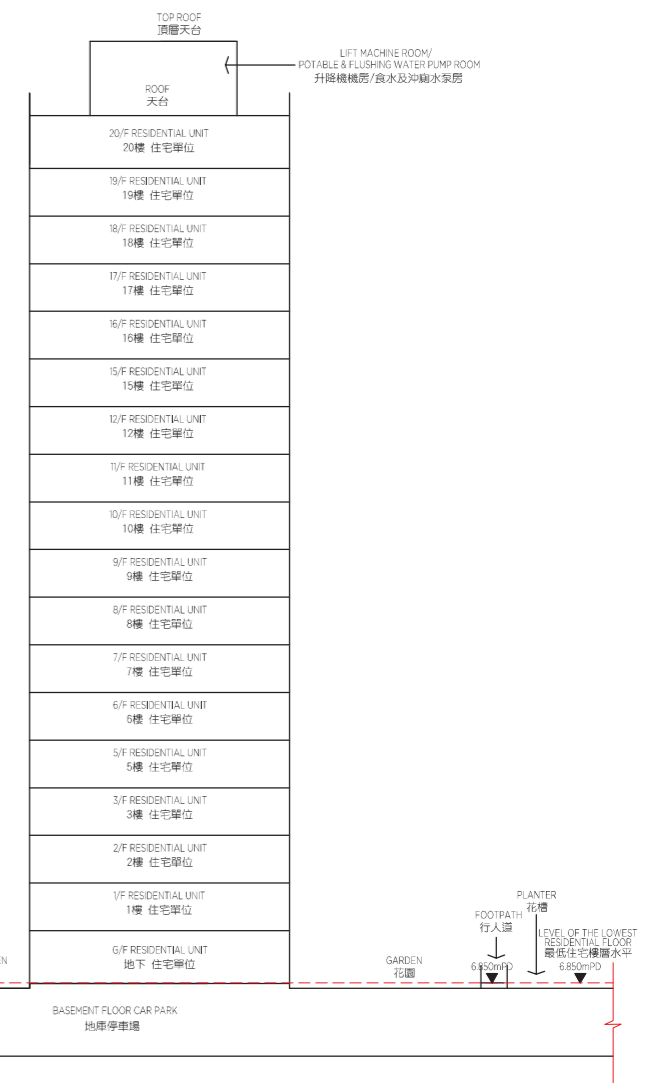 TOP ROOF
頂層天台
LIFT MACHINE ROOM/
POTABLE & FLUSHING WATER PUMP ROOM
升降機機房/食水及沖廁水泵房
ROOF
天台
20/F RESIDENTIAL UNIT
20樓 住宅單位
19/F RESIDENTIAL UNIT
19樓 住宅單位
18/F RESIDENTIAL UNIT
18樓 住宅單位
17/F RESIDENTIAL UNIT
17樓 住宅單位
16/F RESIDENTIAL UNIT
16樓 住宅單位
15/F RESIDENTIAL UNIT
15樓 住宅單位
12/F RESIDENTIAL UNIT
12樓 住宅單位
11/F RESIDENTIAL UNIT
11樓 住宅單位
10/F RESIDENTIAL UNIT
10樓 住宅單位
9/F RESIDENTIAL UNIT
9樓 住宅單位
8/F RESIDENTIAL UNIT
8樓 住宅單位
7/F RESIDENTIAL UNIT
7樓 住宅單位
6/F RESIDENTIAL UNIT
6樓 住宅單位
5/F RESIDENTIAL UNIT
5樓 住宅單位
3/F RESIDENTIAL UNIT
3樓 住宅單位
2/F RESIDENTIAL UNIT
2樓 住宅單位
1/F RESIDENTIAL UNIT
1樓 住宅單位
G/F RESIDENTIAL UNIT
地下 住宅單位
EN
GARDEN
花園
FOOTPATH
行人道
6.850mPD
PLANTER
花槽
LEVEL OF THE LOWEST
RESIDENTIAL FLOOR
最低住宅樓層水平
6.850mPD
BASEMENT FLOOR CAR PARK
地庫停車場